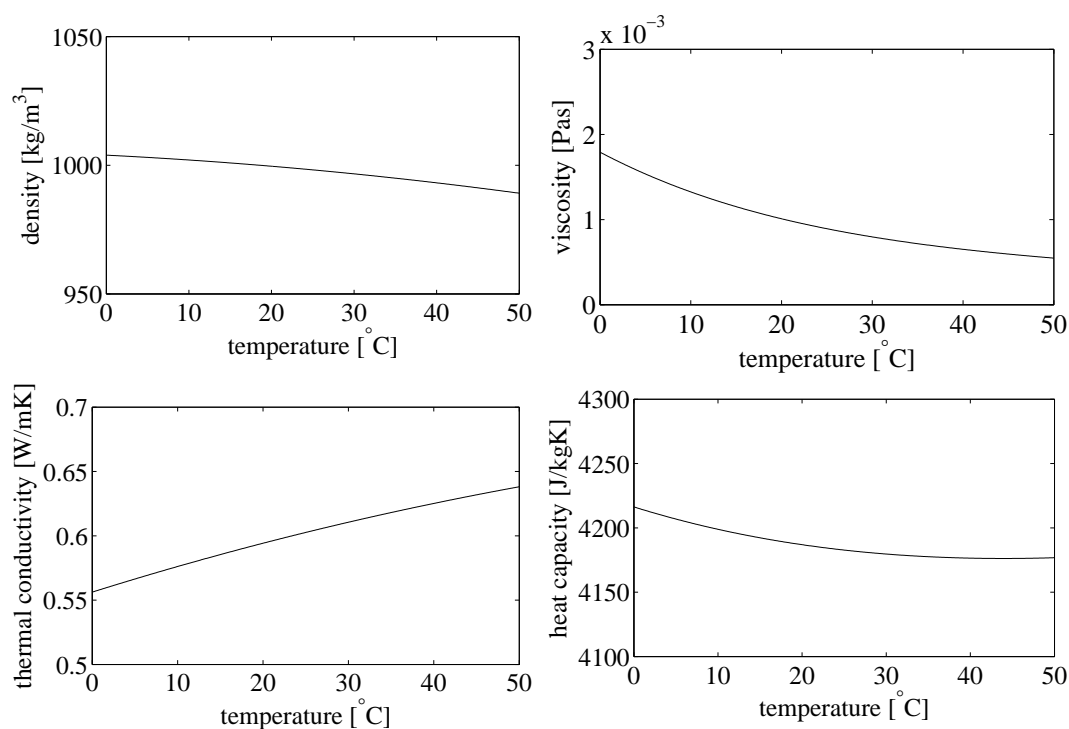 1050
1000
950
density [kg/m³]
0 10 20 30 40 50
temperature [°C]
x 10⁻³
3
2
1
0
viscosity [Pas]
0 10 20 30 40 50
temperature [°C]
0.7
0.65
0.6
0.55
0.5
thermal conductivity [W/mK]
0 10 20 30 40 50
temperature [°C]
4300
4250
4200
4150
4100
heat capacity [J/kgK]
0 10 20 30 40 50
temperature [°C]